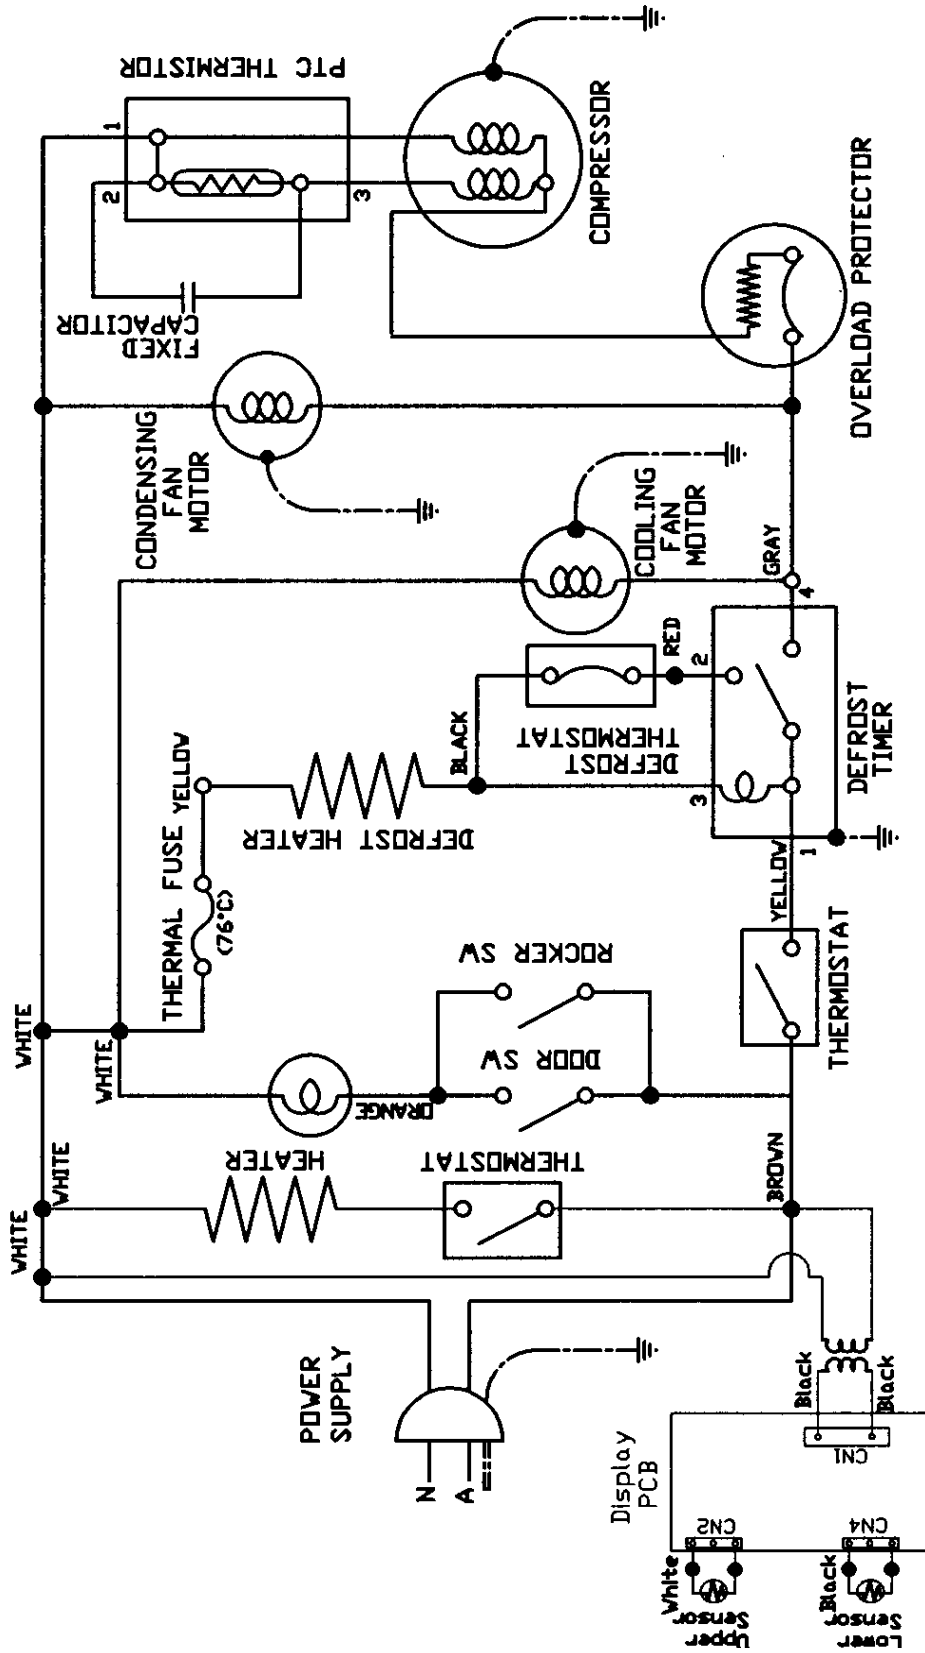 PTC THERMISTOR
1
2
3
COMPRESSOR
FIXED
CAPACITOR
OVERLOAD PROTECTOR
CONDENSING
FAN
MOTOR
COOLING
FAN
MOTOR
GRAY
4
RED
2
BLACK
DEFROST
THERMOSTAT
3
DEFROST
TIMER
1
YELLOW
YELLOW
DEFROST HEATER
THERMAL FUSE
(76°C)
ROCKER SW
DOOR SW
THERMOSTAT
WHITE
WHITE
ORANGE
HEATER
THERMOSTAT
BROWN
WHITE
WHITE
POWER
SUPPLY
N
A
Black
Black
Display
PCB
CN1
CN2
CN4
White
Black
Upper
Sensor
Lower
Sensor